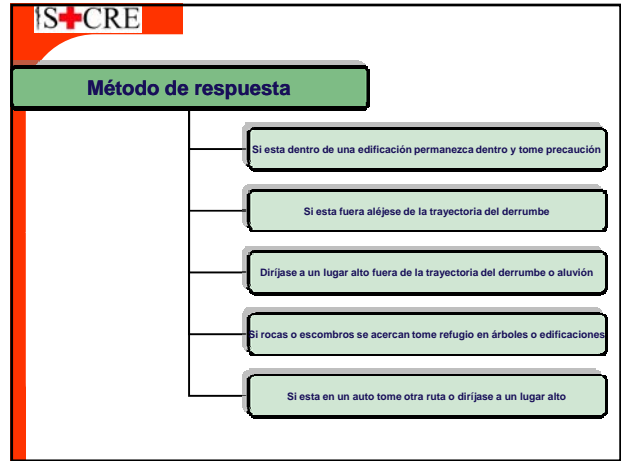 IS+CRE
Método de respuesta
Si esta dentro de una edificación permanezca dentro y tome precaución
Si esta fuera aléjese de la trayectoria del derrumbe
Diríjase a un lugar alto fuera de la trayectoria del derrumbe o aluvión
Si rocas o escombros se acercan tome refugio en árboles o edificaciones
Si esta en un auto tome otra ruta o diríjase a un lugar alto